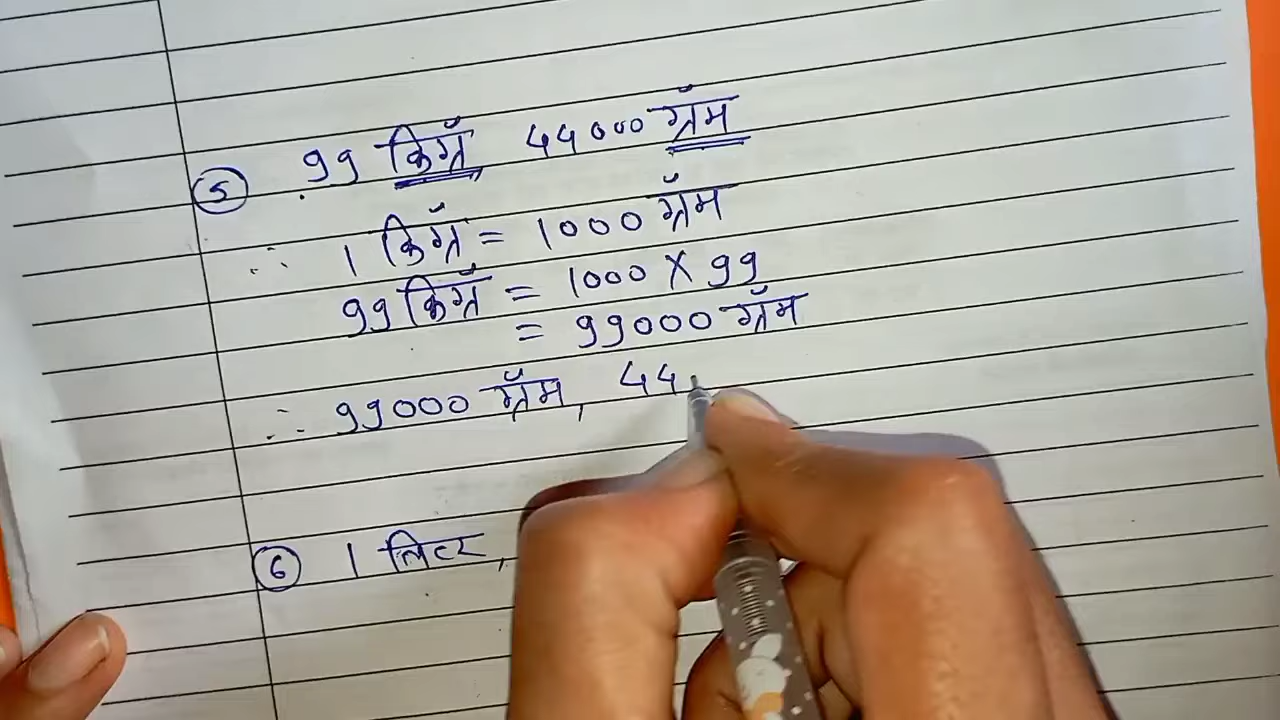 5 99 किग्रॅ, 44000 ग्रॅम
∴ 1 किग्रॅ = 1000 ग्रॅम
99 किग्रॅ = 1000 X 99
= 99000 ग्रॅम
∴ 99000 ग्रॅम, 44
6 1 लिटर,